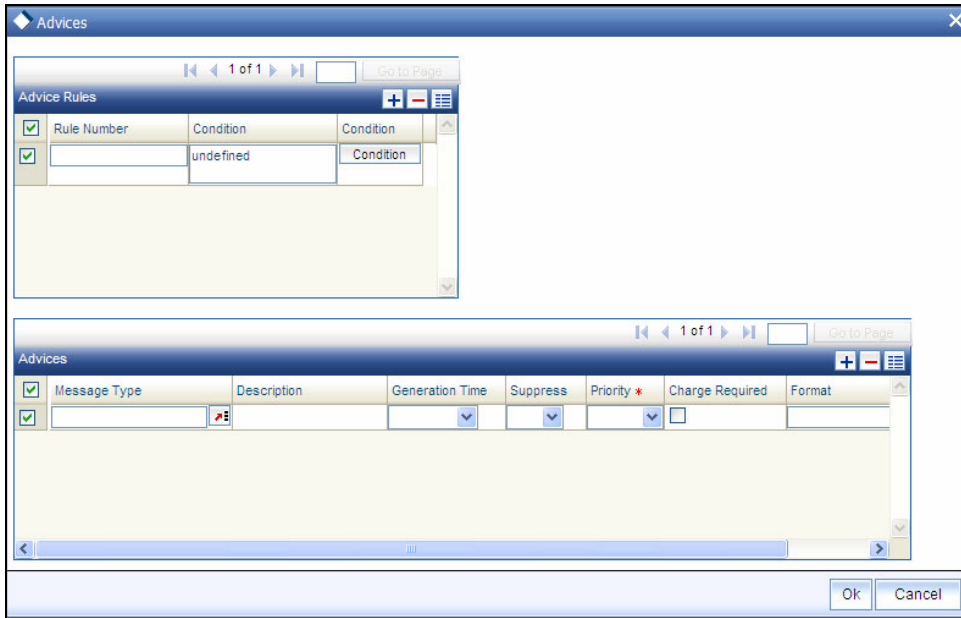 Advices
1 of 1 Go to Page
Advice Rules
Rule Number Condition Condition
undefined Condition
1 of 1 Go to Page
Advices
Message Type Description Generation Time Suppress Priority * Charge Required Format
Ok Cancel